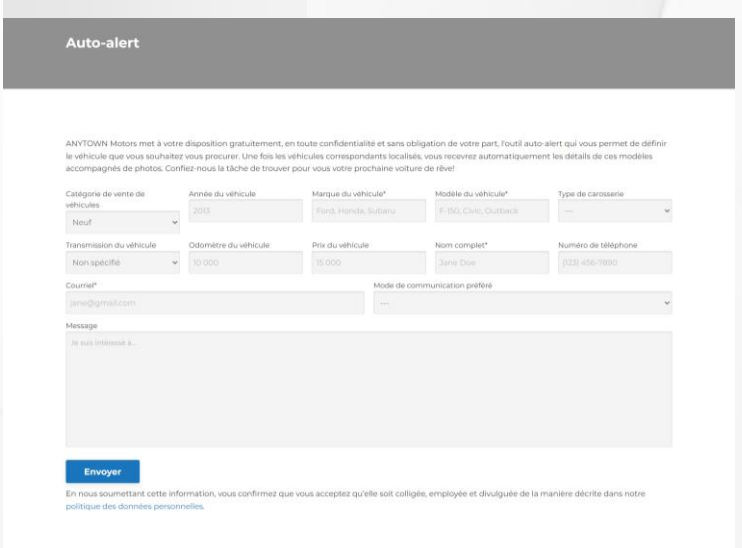 Auto-alert
ANYTOWN Motors met à votre disposition gratuitement, en toute confidentialité et sans obligation de votre part, l'outil auto-alert qui vous permet de définir
le véhicule que vous souhaitez vous procurer. Une fois les véhicules correspondants localisés, vous recevrez automatiquement les détails de ces modèles
accompagnés de photos. Confiez-nous la tâche de trouver pour vous votre prochaine voiture de rêve!
Catégorie de vente de véhicules
Neuf
Année du véhicule
2013
Marque du véhicule*
Ford, Honda, Subaru
Modèle du véhicule*
F-150, Civic, Outback
Type de carosserie
---
Transmission du véhicule
Non spécifié
Odomètre du véhicule
10 000
Prix du véhicule
15 000
Nom complet*
Jane Doe
Numéro de téléphone
(123) 456-7890
Courriel*
jane@gmail.com
Mode de communication préféré
---
Message
Je suis intéressé à...
Envoyer
En nous soumettant cette information, vous confirmez que vous acceptez qu'elle soit colligée, employée et divulguée de la manière décrite dans notre
politique des données personnelles.